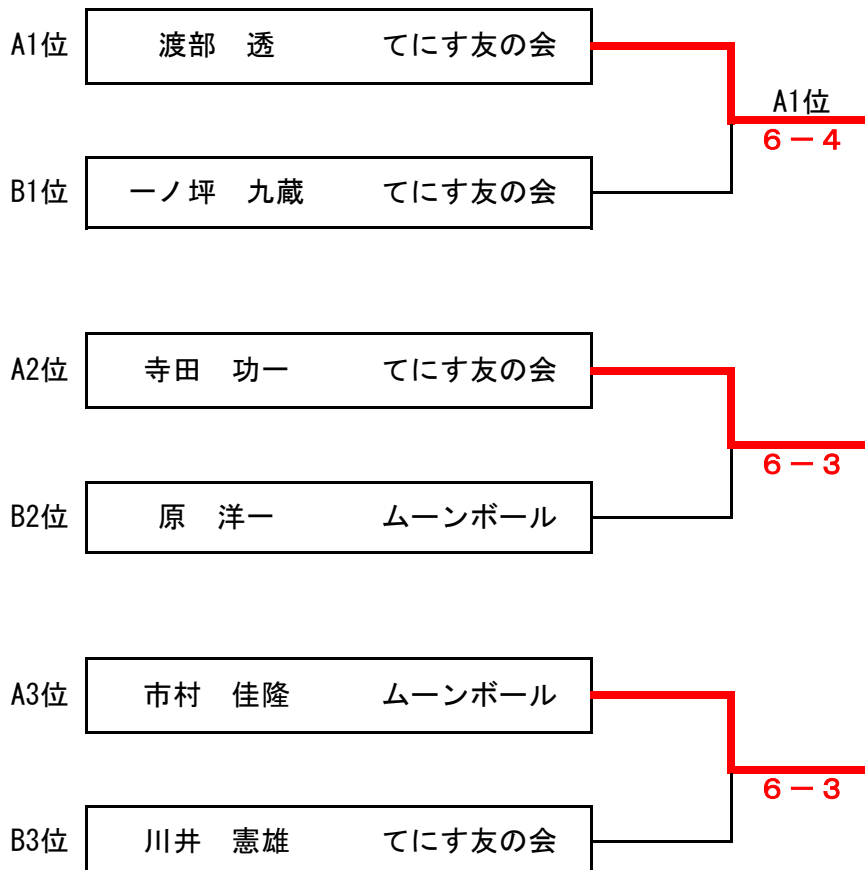 A1位 渡部　透 てにす友の会
A1位
６－４
B1位 一ノ坪　九蔵 てにす友の会
A2位 寺田　功一 てにす友の会
６－３
B2位 原　洋一 ムーンボール
A3位 市村　佳隆 ムーンボール
６－３
B3位 川井　憲雄 てにす友の会